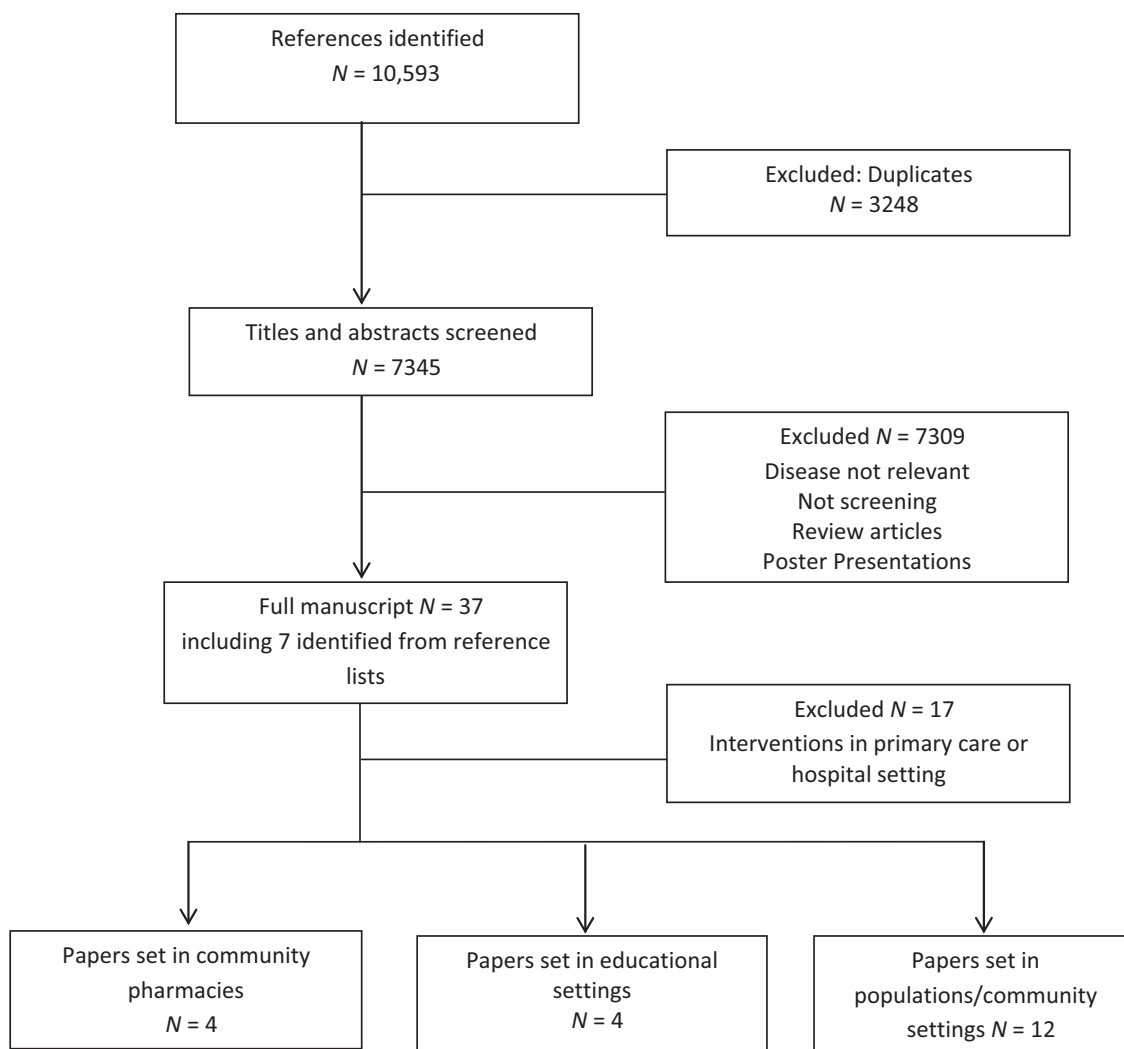 References identified
N = 10,593
Excluded: Duplicates
N = 3248
Titles and abstracts screened
N = 7345
Excluded N = 7309
Disease not relevant
Not screening
Review articles
Poster Presentations
Full manuscript N = 37
including 7 identified from reference
lists
Excluded N = 17
Interventions in primary care or
hospital setting
Papers set in community
pharmacies
N = 4
Papers set in educational
settings
N = 4
Papers set in
populations/community
settings N = 12